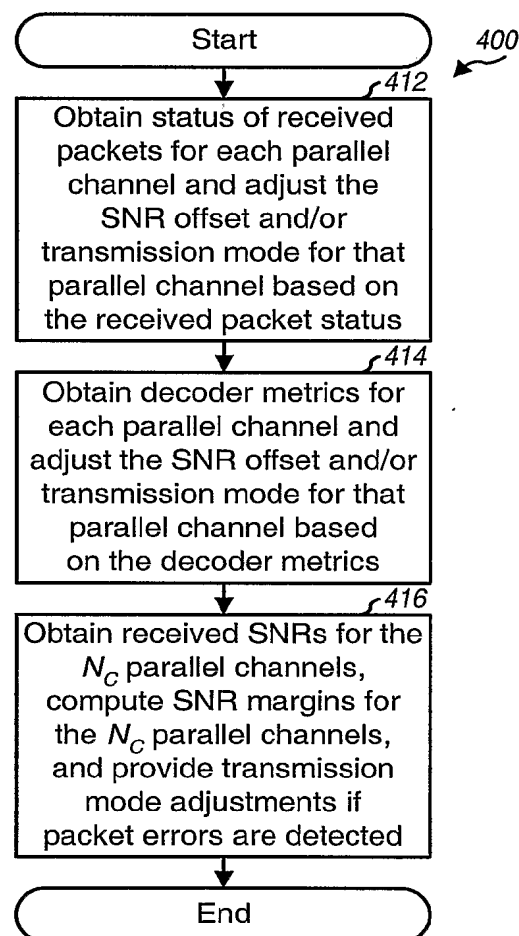 Start
400
412
Obtain status of received
packets for each parallel
channel and adjust the
SNR offset and/or
transmission mode for that
parallel channel based on
the received packet status
414
Obtain decoder metrics for
each parallel channel and
adjust the SNR offset and/or
transmission mode for that
parallel channel based
on the decoder metrics
416
Obtain received SNRs for the
N_C parallel channels,
compute SNR margins for
the N_C parallel channels,
and provide transmission
mode adjustments if
packet errors are detected
End